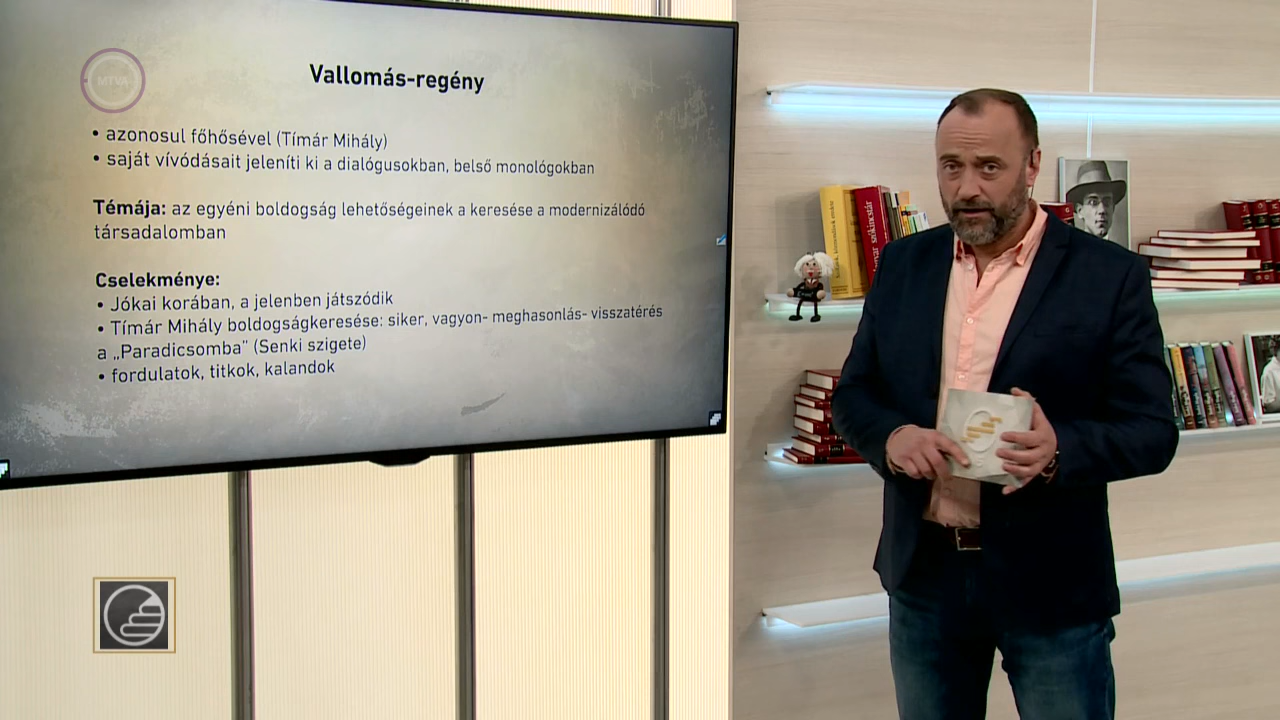 MTVA
Vallomás-regény
• azonosul főhősével (Tímár Mihály)
• saját vívódásait jeleníti ki a dialógusokban, belső monológokban
Témája: az egyéni boldogság lehetőségeinek a keresése a modernizálódó
társadalomban
Cselekménye:
• Jókai korában, a jelenben játszódik
• Tímár Mihály boldogságkeresése: siker, vagyon- meghasonlás- visszatérés
a „Paradicsomba” (Senki szigete)
• fordulatok, titkok, kalandok